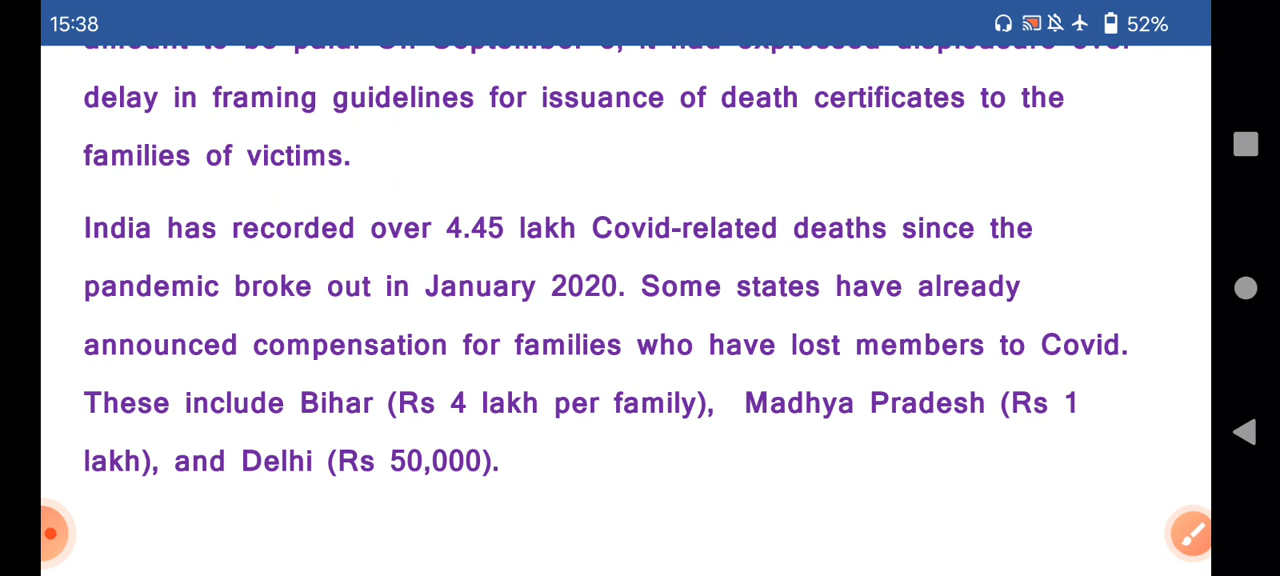 15:38
52%
delay in framing guidelines for issuance of death certificates to the
families of victims.
India has recorded over 4.45 lakh Covid-related deaths since the
pandemic broke out in January 2020. Some states have already
announced compensation for families who have lost members to Covid.
These include Bihar (Rs 4 lakh per family), Madhya Pradesh (Rs 1
lakh), and Delhi (Rs 50,000).